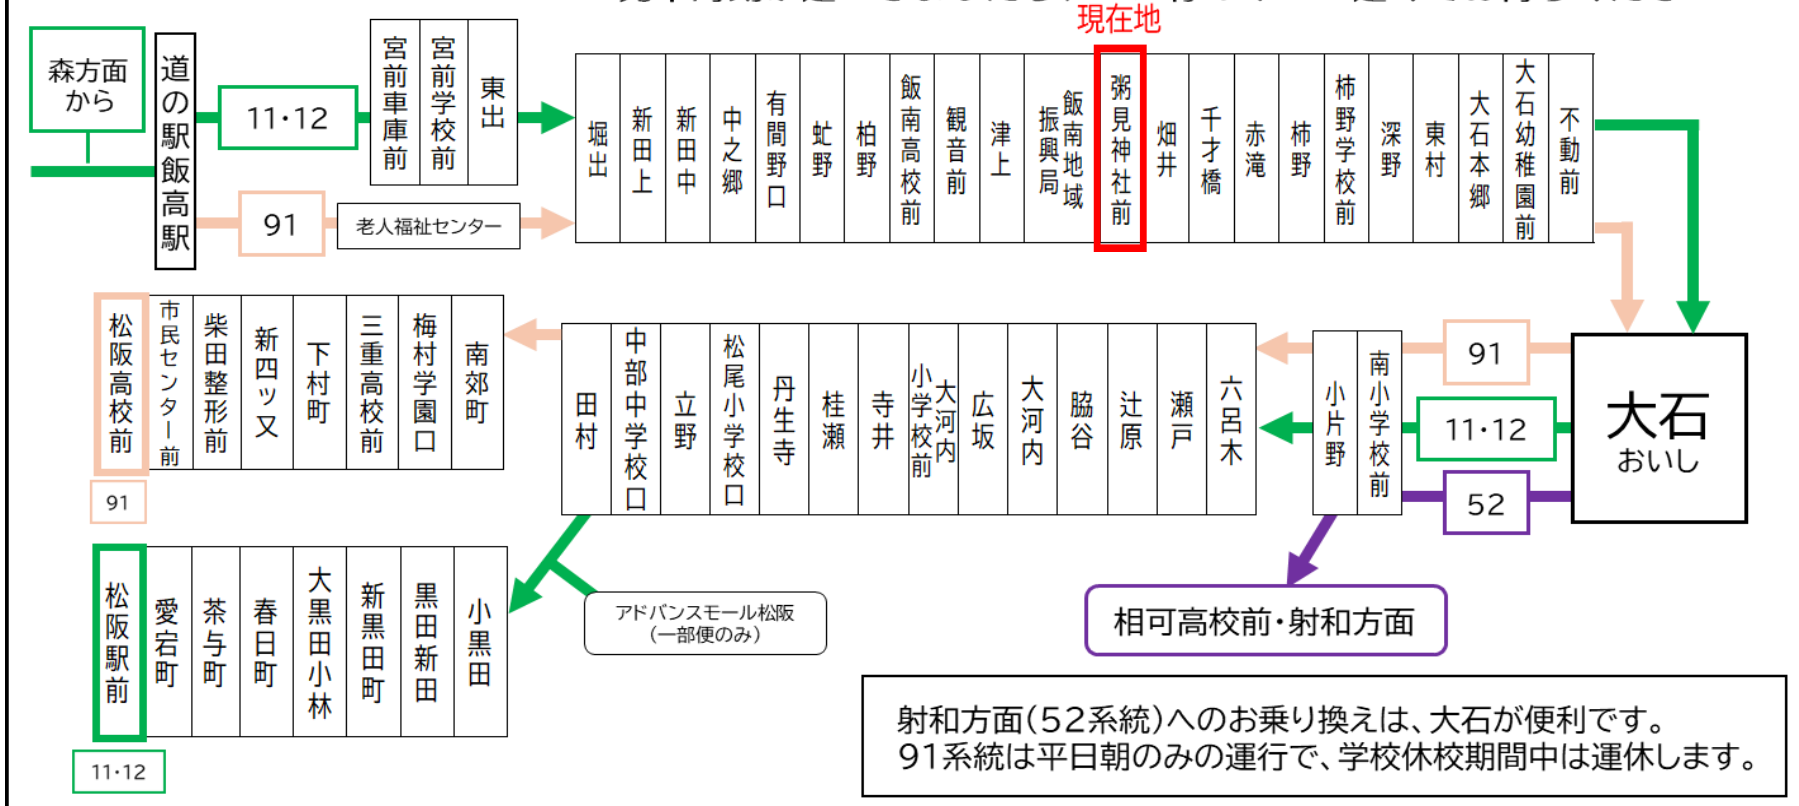 現在地
森方面
から
道の駅飯高駅
11・12
宮前車庫前
宮前学校前
東出
91
老人福祉センター
堀出
新田上
新田中
中之郷
有間野口
虻野
柏野
飯南高校前
観音前
津上
飯南地域
振興局
粥見神社前
畑井
千才橋
赤滝
柿野
柿野学校前
深野
東村
大石本郷
大石幼稚園前
不動前
大石
おいし
91
11・12
52
南小学校前
小片野
相可高校前・射和方面
六呂木
瀬戸
辻原
脇谷
大河内
広坂
大河内
小学校前
寺井
桂瀬
丹生寺
松尾小学校口
立野
中部中学校口
田村
南郊町
梅村学園口
三重高校前
下村町
新四ッ又
柴田整形前
市民センター前
松阪高校前
91
アドバンスモール松阪
（一部便のみ）
小黒田
黒田新田
新黒田町
大黒田小林
春日町
茶与町
愛宕町
松阪駅前
11・12
射和方面(52系統)へのお乗り換えは、大石が便利です。
91系統は平日朝のみの運行で、学校休校期間中は運休します。